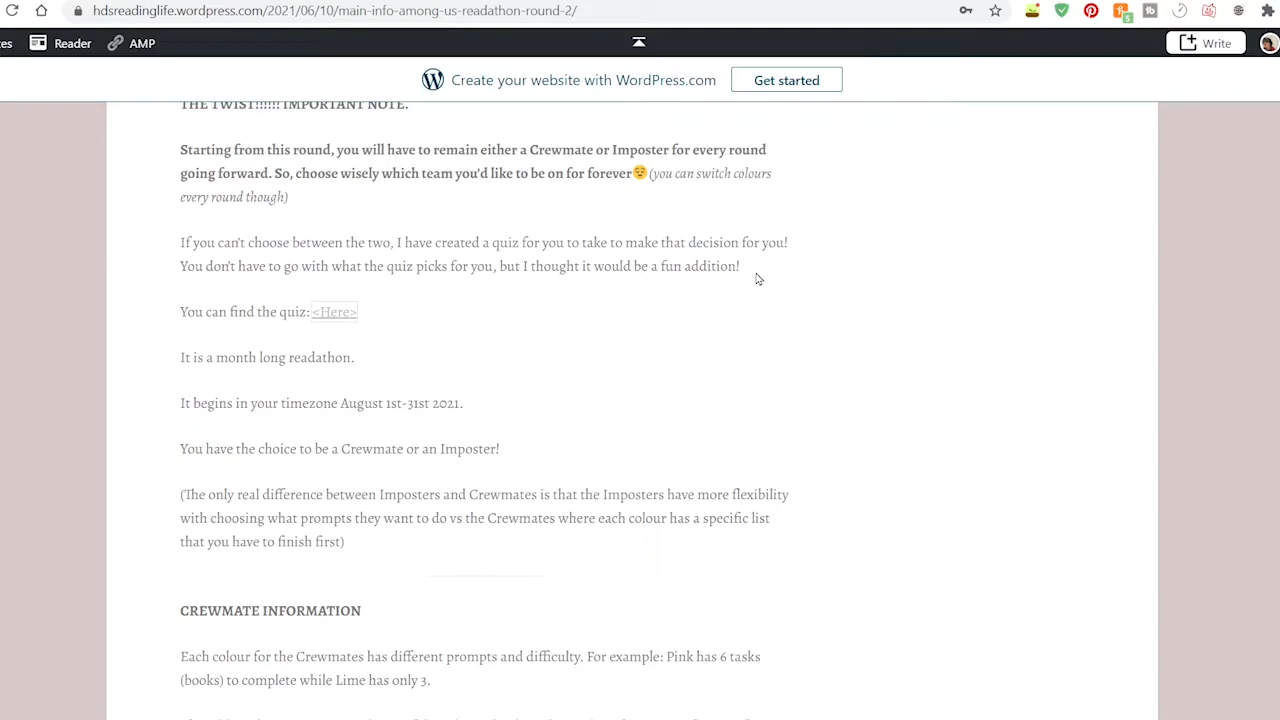 hdsreadinglife.wordpress.com/2021/06/10/main-info-among-us-readathon-round-2/
Reader AMP Write
Create your website with WordPress.com Get started
THE TWIST!!!!!! IMPORTANT NOTE.
Starting from this round, you will have to remain either a Crewmate or Imposter for every round
going forward. So, choose wisely which team you'd like to be on for forever😌(you can switch colours
every round though)
If you can't choose between the two, I have created a quiz for you to take to make that decision for you!
You don't have to go with what the quiz picks for you, but I thought it would be a fun addition!
You can find the quiz: <Here>
It is a month long readathon.
It begins in your timezone August 1st-31st 2021.
You have the choice to be a Crewmate or an Imposter!
(The only real difference between Imposters and Crewmates is that the Imposters have more flexibility
with choosing what prompts they want to do vs the Crewmates where each colour has a specific list
that you have to finish first)
CREWMATE INFORMATION
Each colour for the Crewmates has different prompts and difficulty. For example: Pink has 6 tasks
(books) to complete while Lime has only 3.